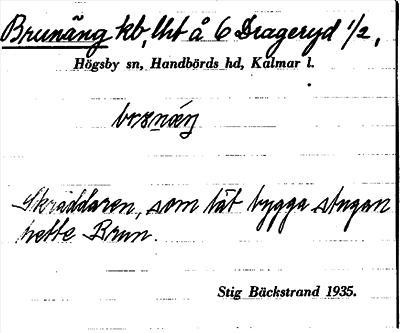 Brunäng kb, lht å 6 Drageryd 1/2,
Högsby sn, Handbörds hd, Kalmar l.
Skräddaren, som lät bygga stugan
hette Brun.
Stig Bäckstrand 1935.